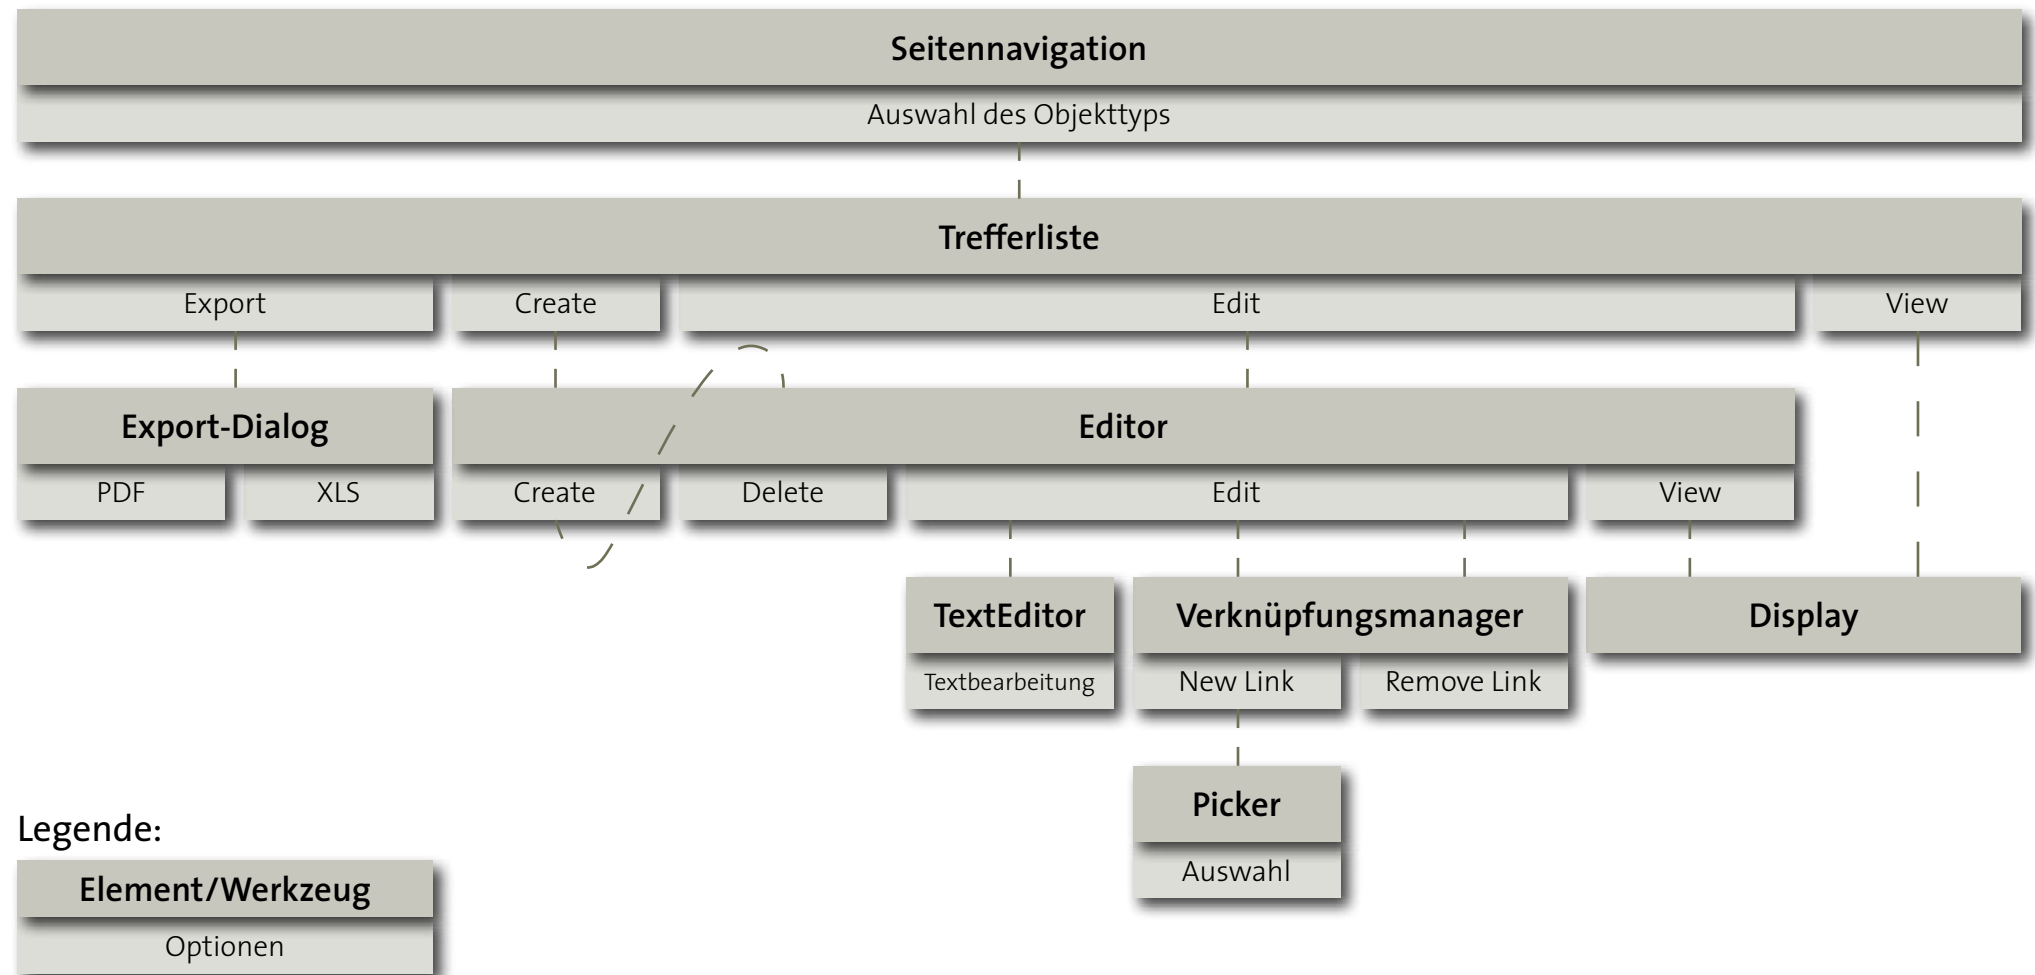 Seitennavigation
Auswahl des Objekttyps
Trefferliste
Export
Create
Edit
View
Export-Dialog
Editor
PDF
XLS
Create
Delete
Edit
View
TextEditor
Verknüpfungsmanager
Display
Textbearbeitung
New Link
Remove Link
Picker
Auswahl
Legende:
Element/Werkzeug
Optionen